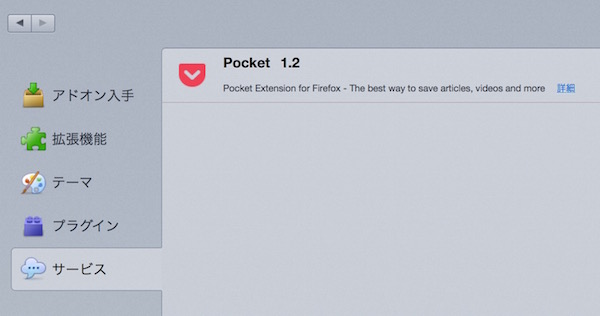 Pocket 1.2
Pocket Extension for Firefox - The best way to save articles, videos and more 詳細
アドオン入手
拡張機能
テーマ
プラグイン
サービス